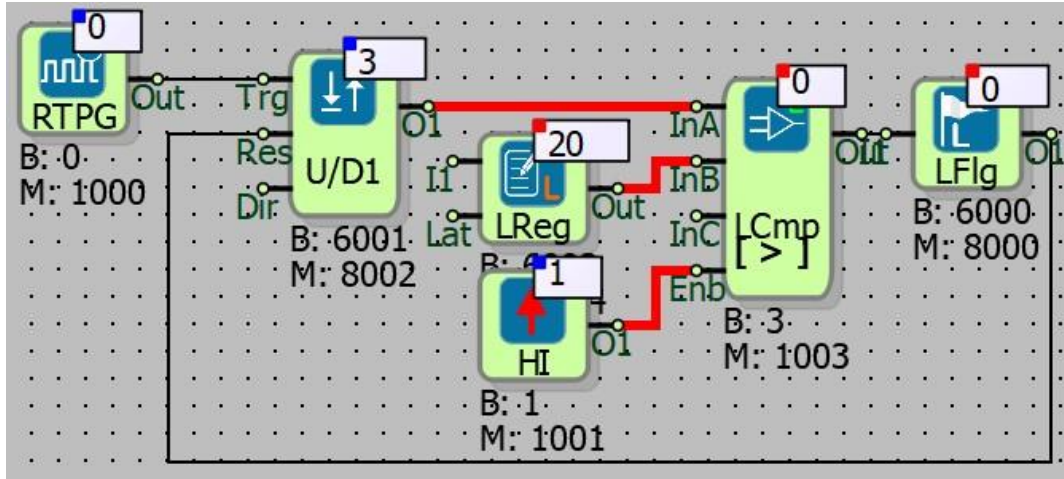 0
RTPG
Out
B: 0
M: 1000
3
Trg
Res
Dir
U/D1
O1
B: 6001
M: 8002
20
I1
Lat
LReg
L
Out
1
HI
O1
B: 1
M: 1001
0
InA
InB
InC
Enb
LCmp
[ > ]
B: 3
M: 1003
0
L
LFlg
O1
B: 6000
M: 8000